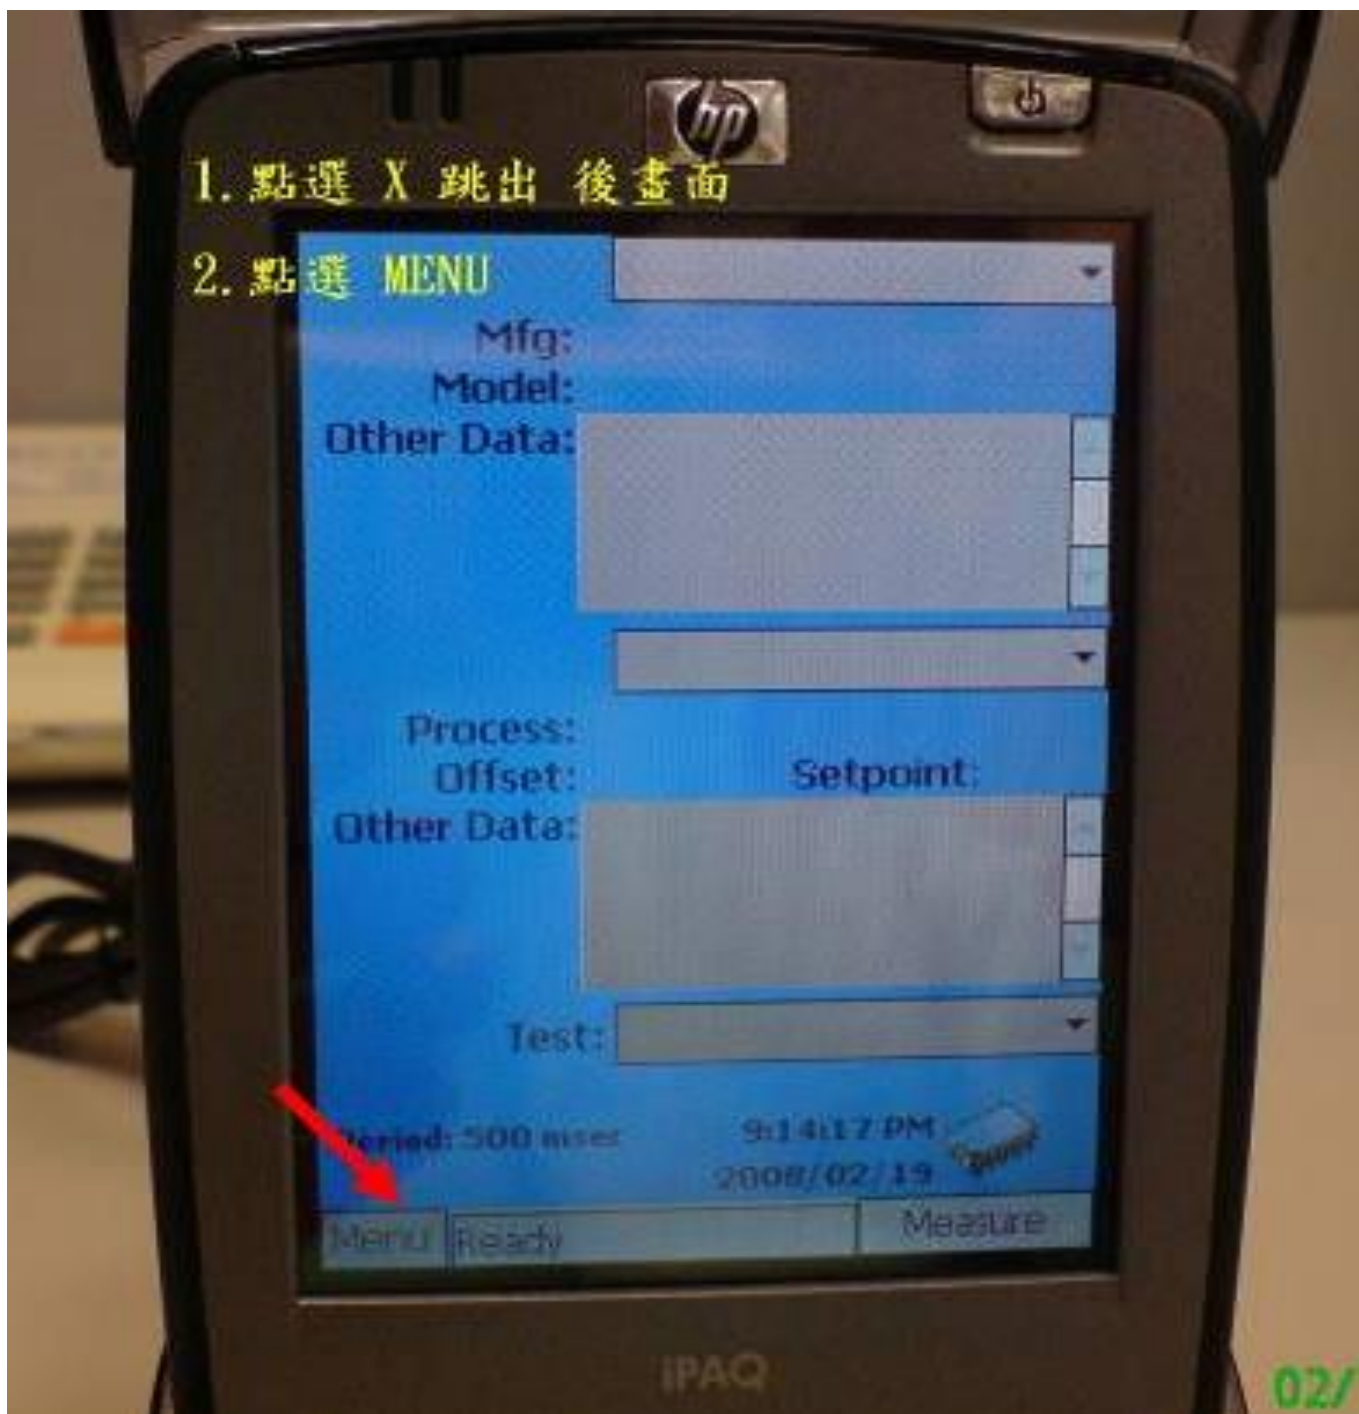 hp
1.點選 X 跳出 後畫面
2.點選 MENU
Mfg:
Model:
Other Data:
Process:
Offset: Setpoint:
Other Data:
Test:
Period: 500 msec 9:14:17 PM
2008/02/19
Menu Ready Measure
iPAQ
02/